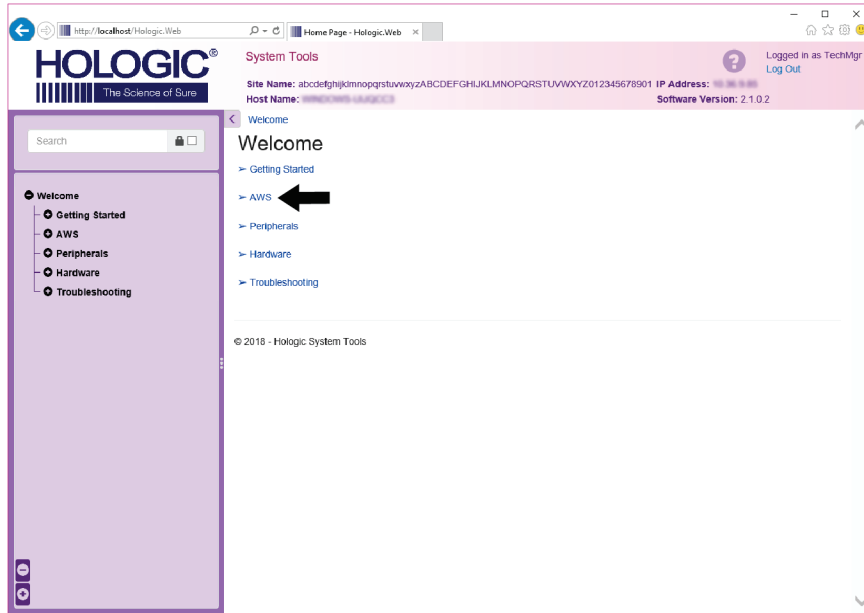 http://localhost/Hologic.Web
Home Page - Hologic.Web
HOLOGIC®
The Science of Sure
System Tools
Logged in as TechMgr
Log Out
Site Name: abcdefghijklmnopqrstuvwxyzABCDEFGHIJKLMNOPQRSTUVWXYZ012345678901 IP Address:
Host Name:
Software Version: 2.1.0.2
Search
Welcome
Getting Started
AWS
Peripherals
Hardware
Troubleshooting
Welcome
Welcome
➢ Getting Started
➢ AWS
➢ Peripherals
➢ Hardware
➢ Troubleshooting
© 2018 - Hologic System Tools